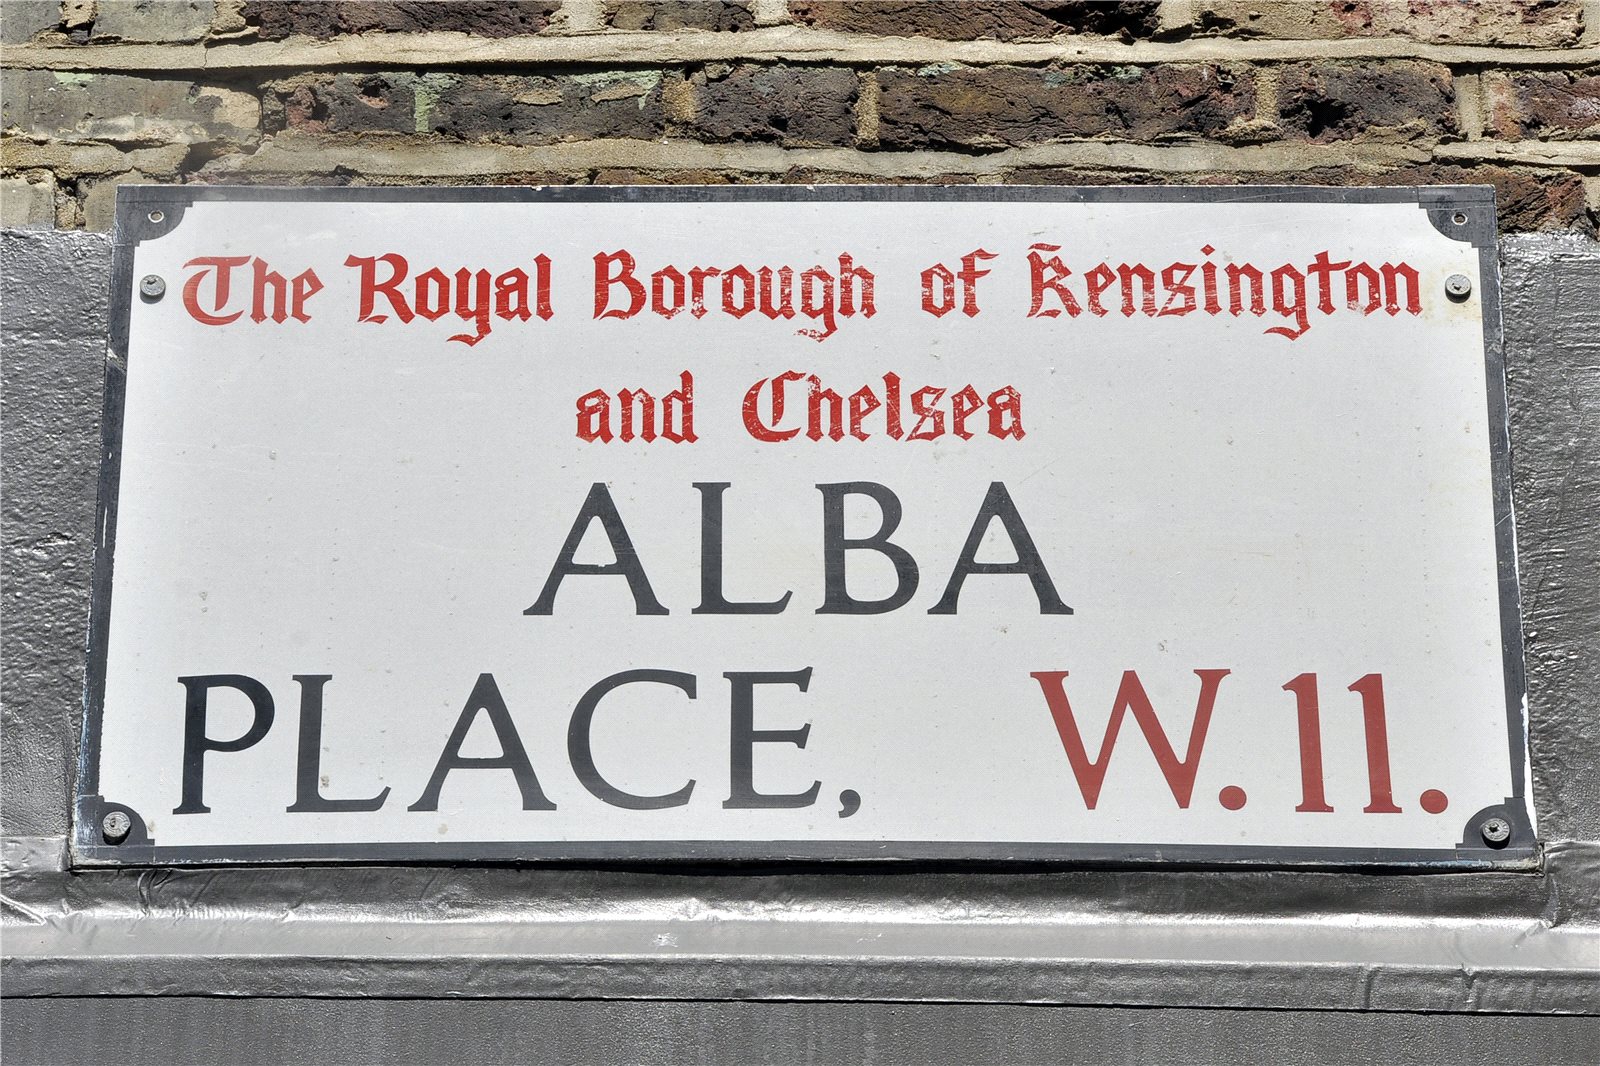 The Royal Borough of Kensington
and Chelsea
ALBA
PLACE, W.11.